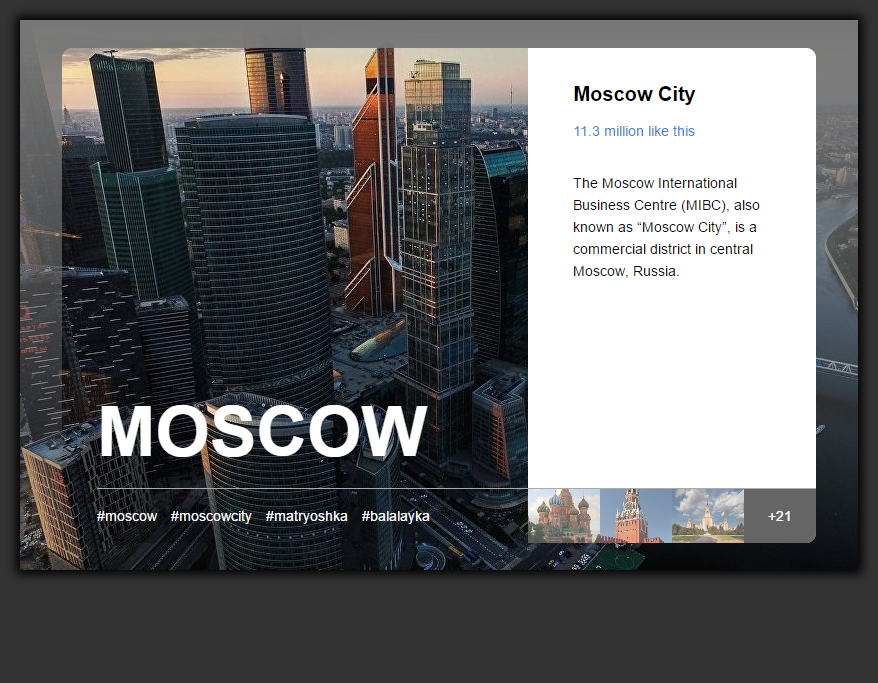 Moscow City
11.3 million like this
The Moscow International
Business Centre (MIBC), also
known as “Moscow City”, is a
commercial district in central
Moscow, Russia.
MOSCOW
#moscow #moscowcity #matryoshka #balalayka
+21